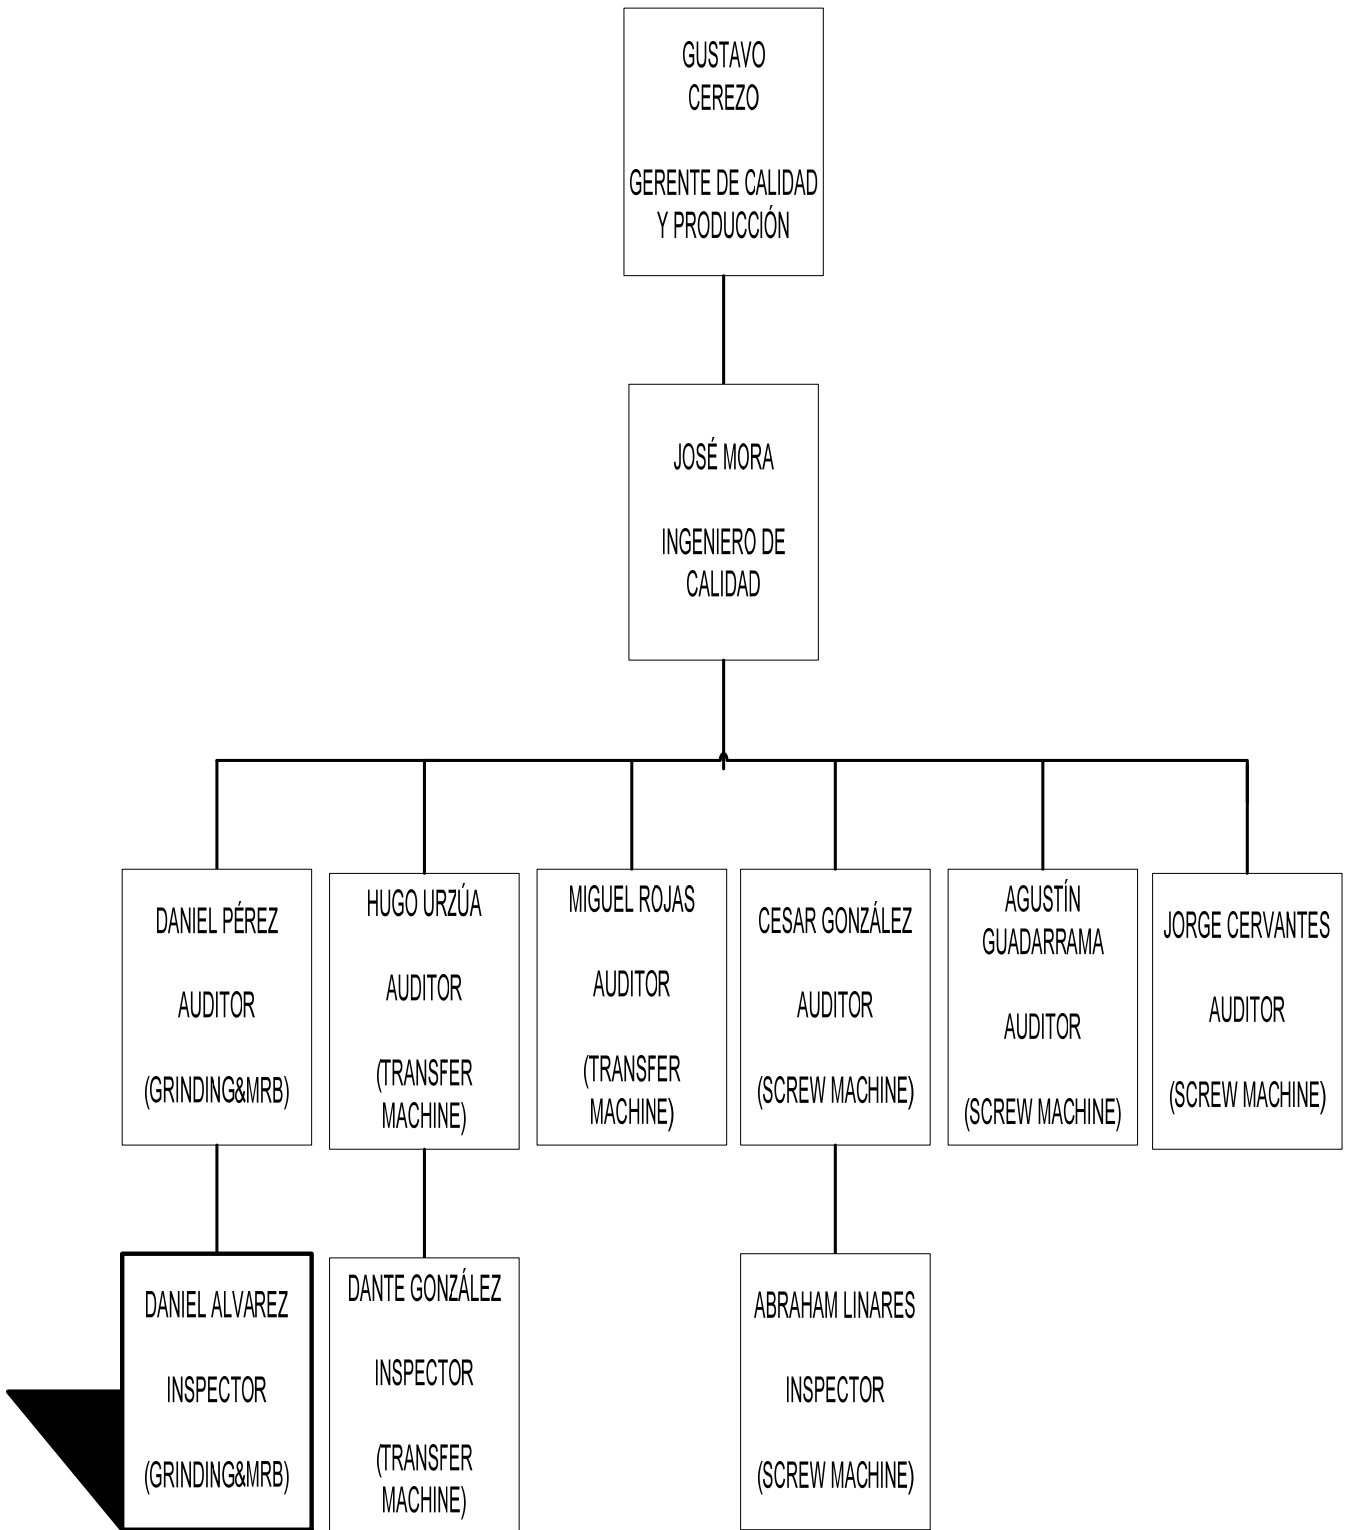 GUSTAVO
CEREZO
GERENTE DE CALIDAD
Y PRODUCCIÓN
JOSÉ MORA
INGENIERO DE
CALIDAD
DANIEL PÉREZ
AUDITOR
(GRINDING&MRB)
HUGO URZÚA
AUDITOR
(TRANSFER
MACHINE)
MIGUEL ROJAS
AUDITOR
(TRANSFER
MACHINE)
CESAR GONZÁLEZ
AUDITOR
(SCREW MACHINE)
AGUSTÍN
GUADARRAMA
AUDITOR
(SCREW MACHINE)
JORGE CERVANTES
AUDITOR
(SCREW MACHINE)
DANIEL ALVAREZ
INSPECTOR
(GRINDING&MRB)
DANTE GONZÁLEZ
INSPECTOR
(TRANSFER
MACHINE)
ABRAHAM LINARES
INSPECTOR
(SCREW MACHINE)